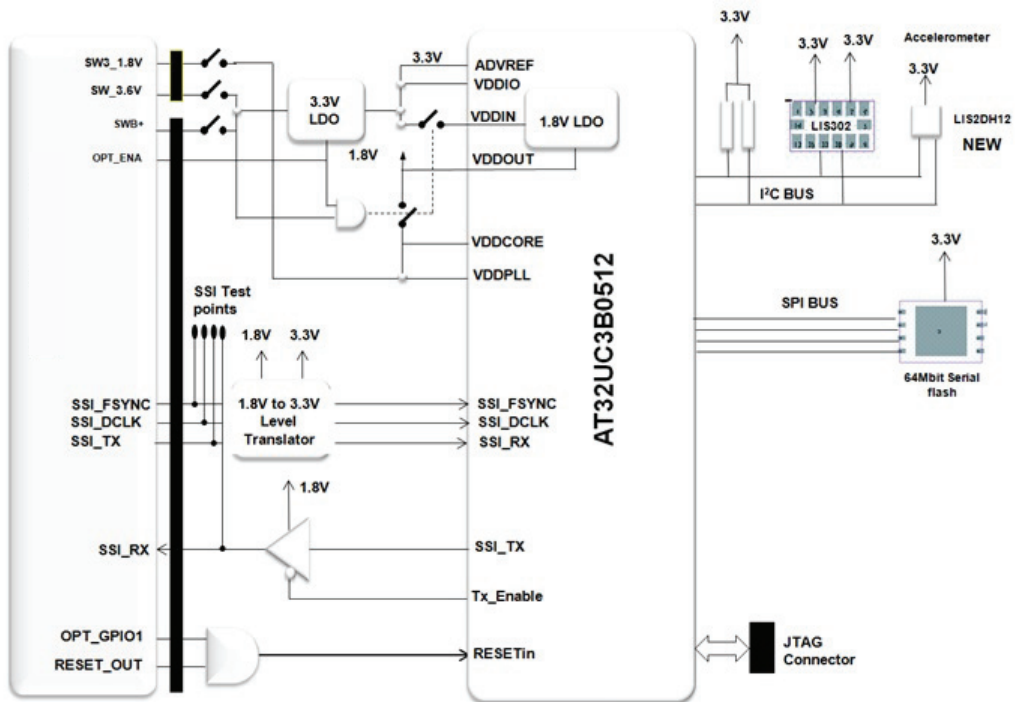 SW3_1.8V
SW_3.6V
SWB+
OPT_ENA
3.3V
LDO
1.8V
3.3V
ADVREF
VDDIO
VDDIN
VDDOUT
1.8V LDO
VDDCORE
VDDPLL
SSI Test
points
1.8V
3.3V
SSI_FSYNC
SSI_DCLK
SSI_TX
1.8V to 3.3V
Level
Translator
SSI_FSYNC
SSI_DCLK
SSI_RX
1.8V
SSI_RX
SSI_TX
Tx_Enable
OPT_GPIO1
RESET_OUT
RESETin
AT32UC3B0512
3.3V
3.3V
3.3V
LIS302
Accelerometer
3.3V
LIS2DH12
NEW
I²C BUS
3.3V
SPI BUS
64Mbit Serial
flash
JTAG
Connector